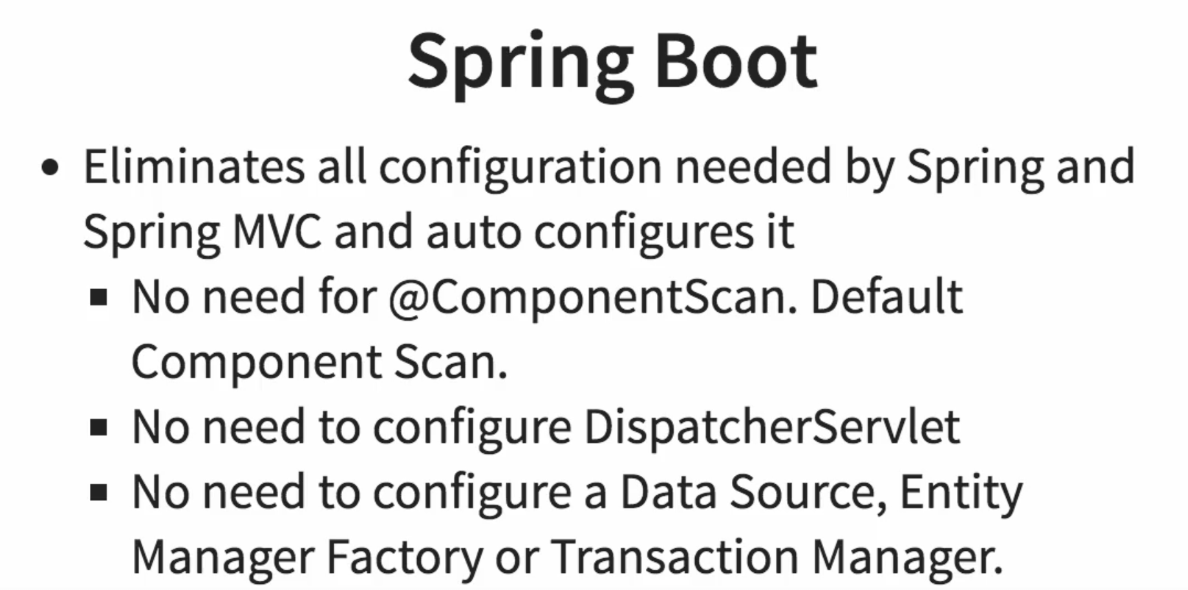 Spring Boot
• Eliminates all configuration needed by Spring and
Spring MVC and auto configures it
▪ No need for @ComponentScan. Default
Component Scan.
▪ No need to configure DispatcherServlet
▪ No need to configure a Data Source, Entity
Manager Factory or Transaction Manager.